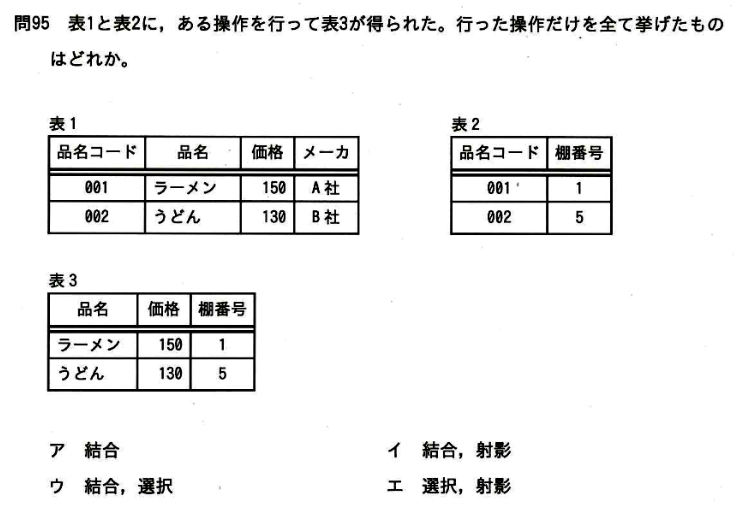 問95 表1と表2に，ある操作を行って表3が得られた。行った操作だけを全て挙げたもの
はどれか。
表1
品名コード 品名 価格 メーカ
001 ラーメン 150 A社
002 うどん 130 B社
表2
品名コード 棚番号
001 1
002 5
表3
品名 価格 棚番号
ラーメン 150 1
うどん 130 5
ア 結合
イ 結合，射影
ウ 結合，選択
エ 選択，射影